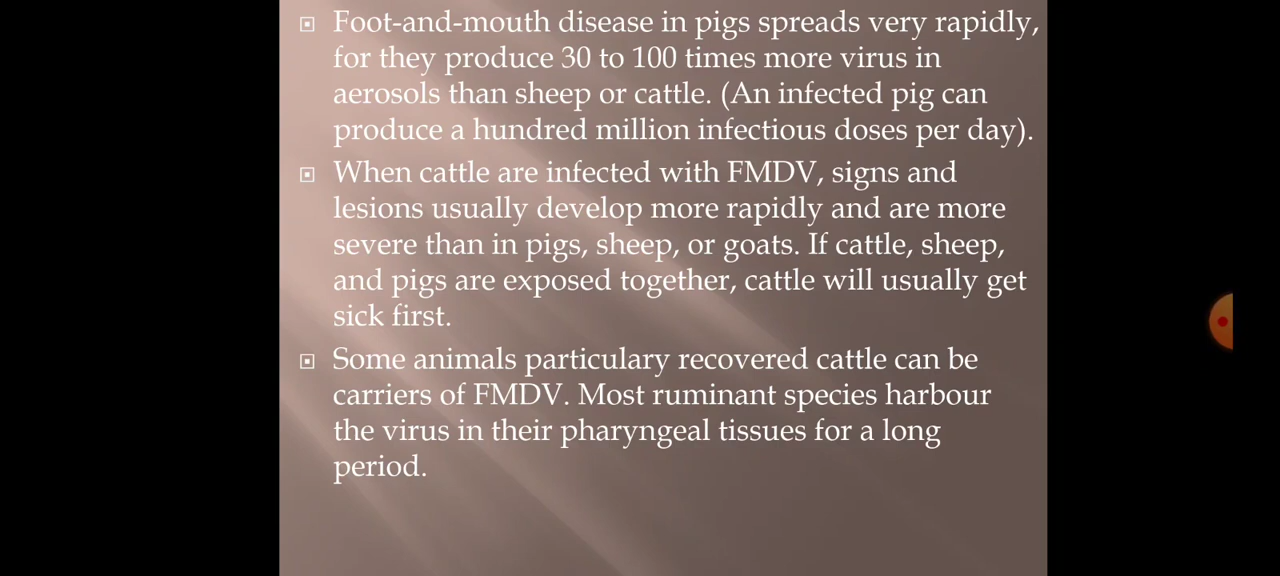 Foot-and-mouth disease in pigs spreads very rapidly,
for they produce 30 to 100 times more virus in
aerosols than sheep or cattle. (An infected pig can
produce a hundred million infectious doses per day).
When cattle are infected with FMDV, signs and
lesions usually develop more rapidly and are more
severe than in pigs, sheep, or goats. If cattle, sheep,
and pigs are exposed together, cattle will usually get
sick first.
Some animals particulary recovered cattle can be
carriers of FMDV. Most ruminant species harbour
the virus in their pharyngeal tissues for a long
period.